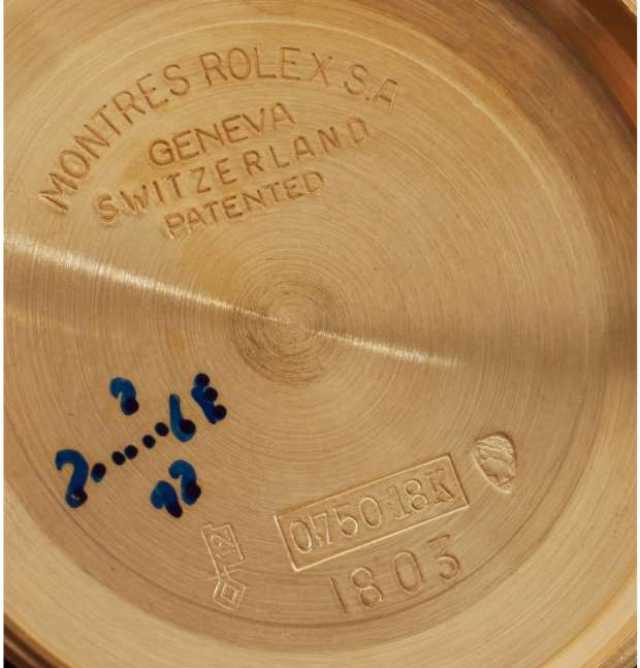 MONTRES ROLEX S.A
GENEVA
SWITZERLAND
PATENTED
0.750 18K
1803